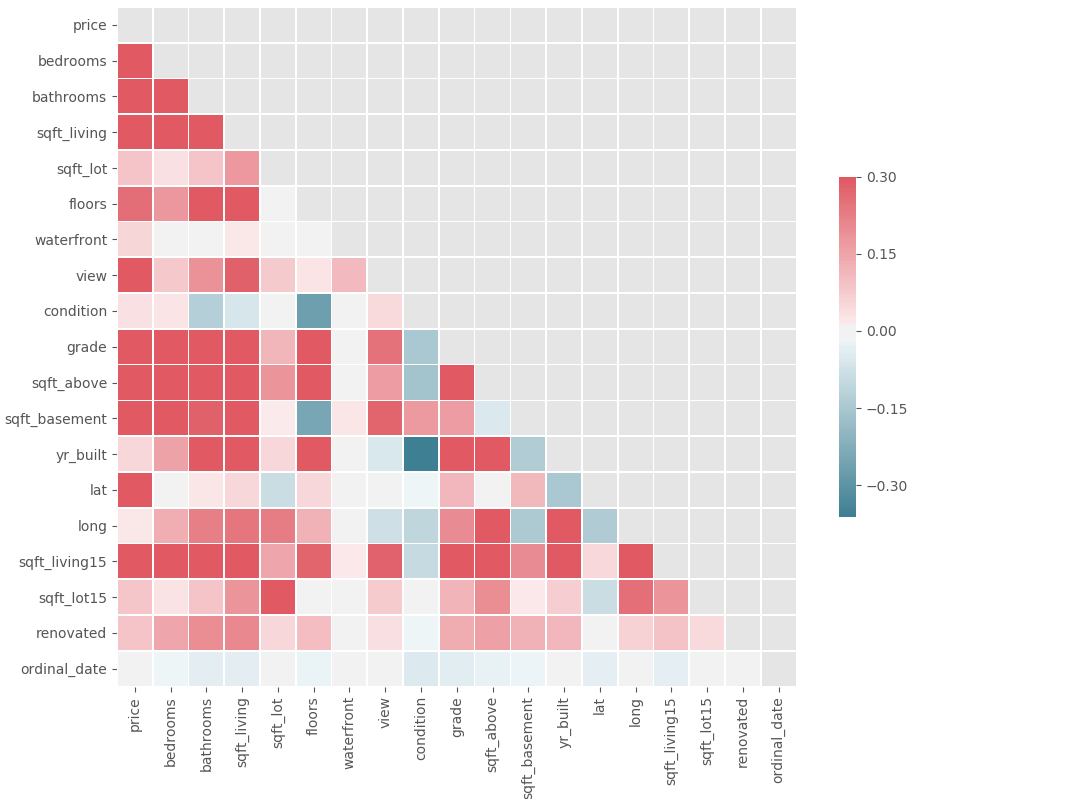 price
bedrooms
bathrooms
sqft_living
sqft_lot
floors
waterfront
view
condition
grade
sqft_above
sqft_basement
yr_built
lat
long
sqft_living15
sqft_lot15
renovated
ordinal_date
price
bedrooms
bathrooms
sqft_living
sqft_lot
floors
waterfront
view
condition
grade
sqft_above
sqft_basement
yr_built
lat
long
sqft_living15
sqft_lot15
renovated
ordinal_date
0.30
0.15
0.00
−0.15
−0.30